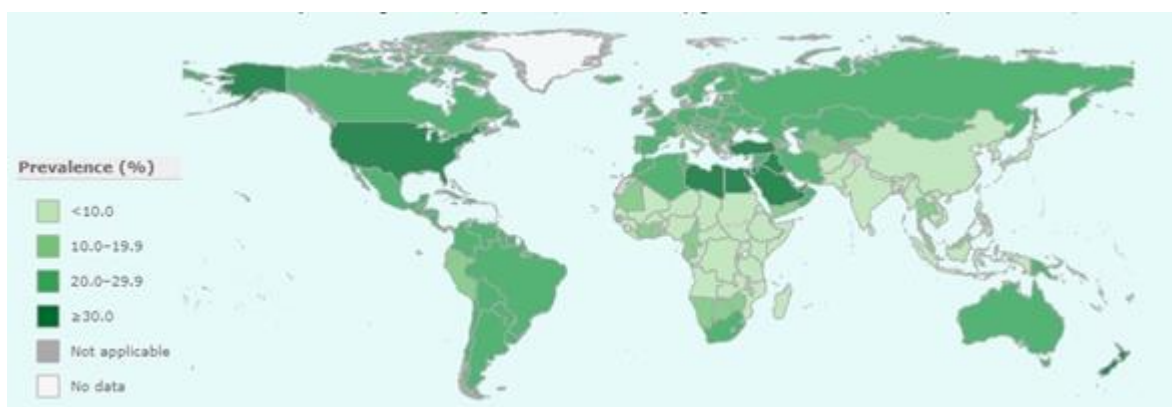 Prevalence (%)
<10.0
10.0–19.9
20.0–29.9
≥30.0
Not applicable
No data